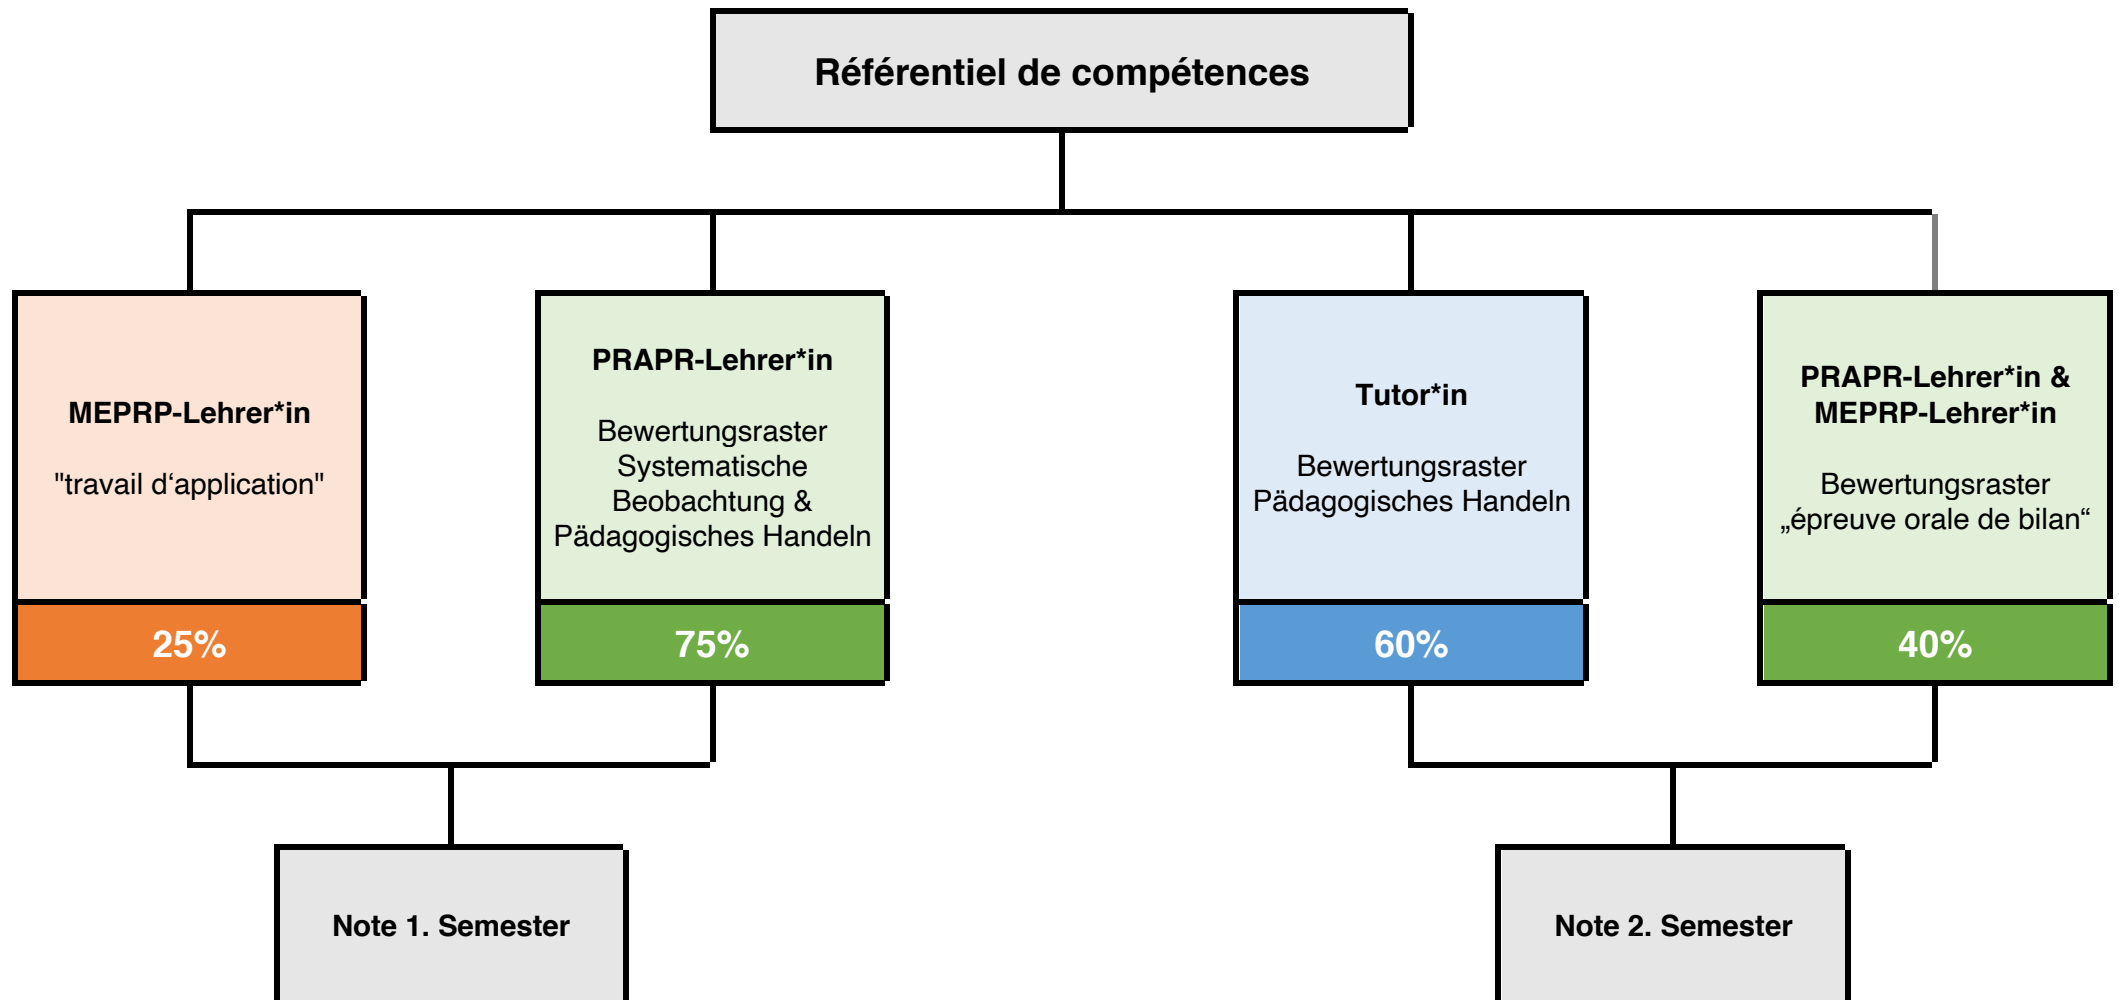 Référentiel de compétences
MEPRP-Lehrer*in
"travail d‘application"
25%
PRAPR-Lehrer*in
Bewertungsraster
Systematische
Beobachtung &
Pädagogisches Handeln
75%
Tutor*in
Bewertungsraster
Pädagogisches Handeln
60%
PRAPR-Lehrer*in &
MEPRP-Lehrer*in
Bewertungsraster
„épreuve orale de bilan“
40%
Note 1. Semester
Note 2. Semester